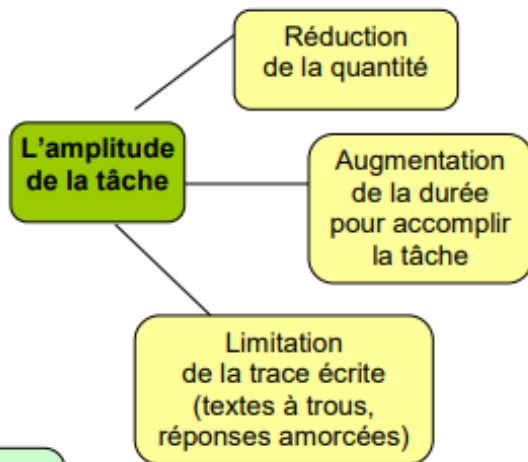 Réduction
de la quantité
L'amplitude
de la tâche
Augmentation
de la durée
pour accomplir
la tâche
Limitation
de la trace écrite
(textes à trous,
réponses amorcées)